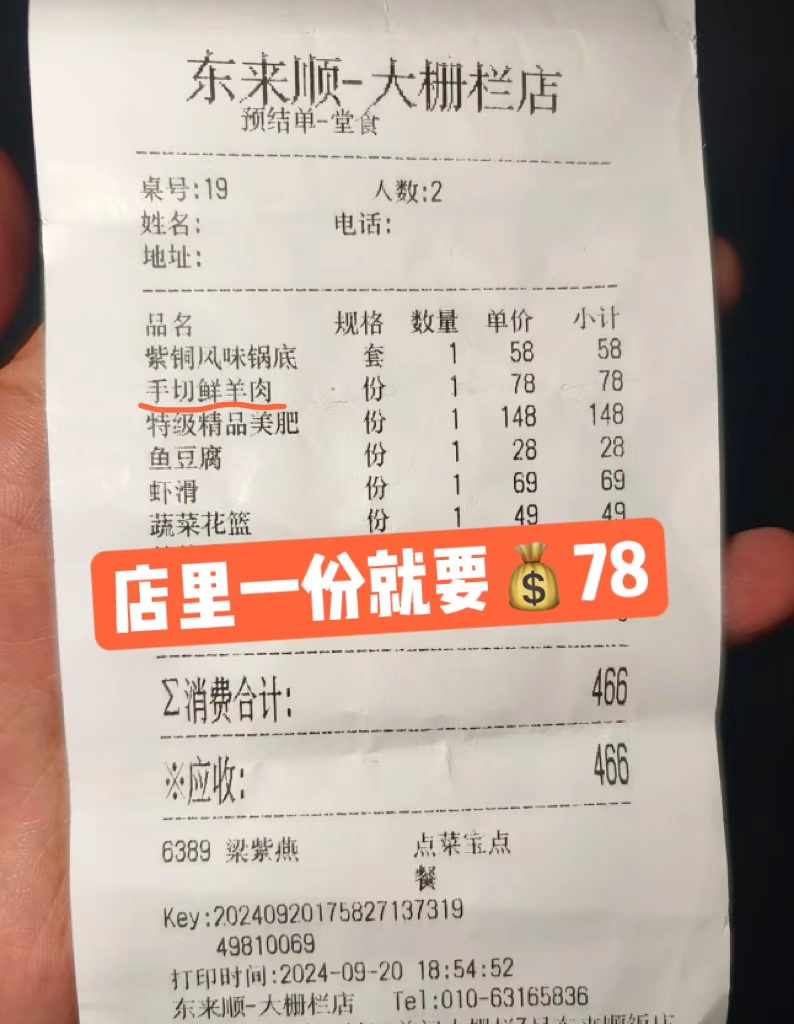 东来顺-大栅栏店
预结单-堂食
桌号:19 人数:2
姓名: 电话:
地址:
品名 规格 数量 单价 小计
紫铜风味锅底 套 1 58 58
手切鲜羊肉 份 1 78 78
特级精品美肥 份 1 148 148
鱼豆腐 份 1 28 28
虾滑 份 1 69 69
蔬菜花篮 份 1 49 49
店里一份就要💰78
Σ消费合计: 466
※应收: 466
6389 梁紫燕 点菜宝点
餐
Key:20240920175827137319
49810069
打印时间:2024-09-20 18:54:52
东来顺-大栅栏店 Tel:010-63165836